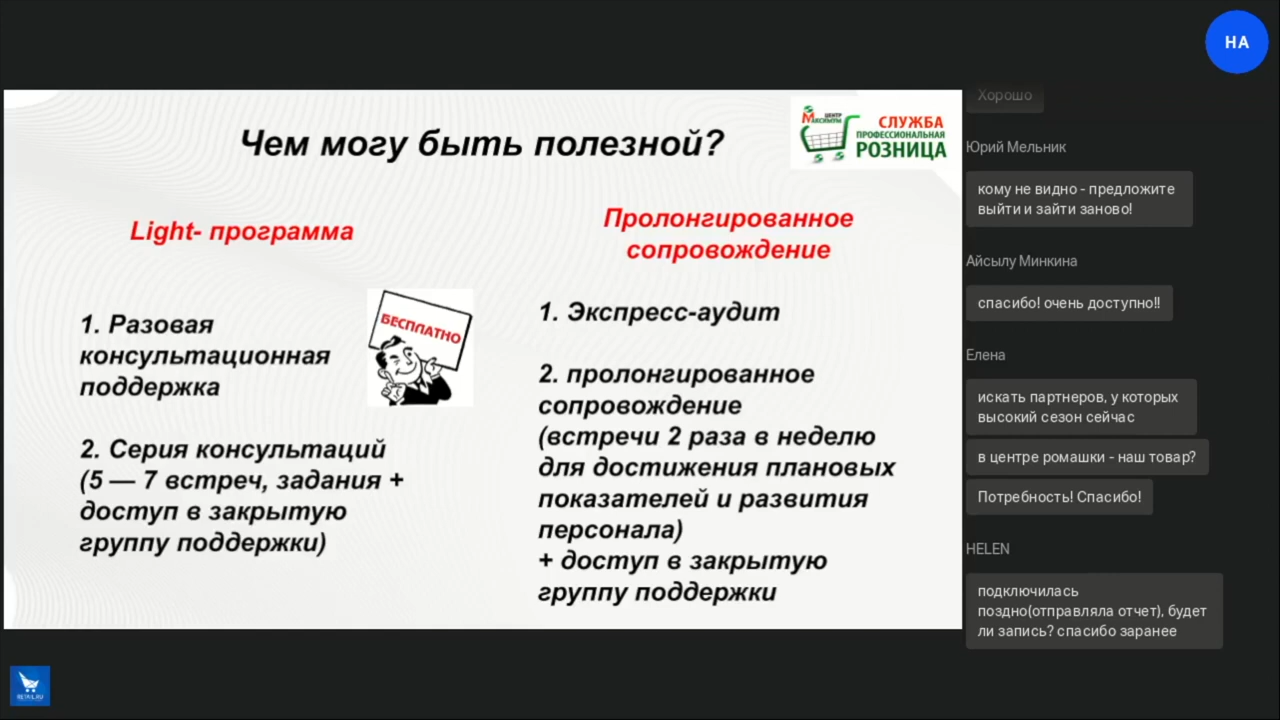 НА
Чем могу быть полезной?
ЦЕНТР
МАКСИМУМ
СЛУЖБА
ПРОФЕССИОНАЛЬНАЯ
РОЗНИЦА
Light- программа
1. Разовая
консультационная
поддержка
БЕСПЛАТНО
2. Серия консультаций
(5 — 7 встреч, задания +
доступ в закрытую
группу поддержки)
Пролонгированное
сопровождение
1. Экспресс-аудит
2. пролонгированное
сопровождение
(встречи 2 раза в неделю
для достижения плановых
показателей и развития
персонала)
+ доступ в закрытую
группу поддержки
Хорошо
Юрий Мельник
кому не видно - предложите
выйти и зайти заново!
Айсылу Минкина
спасибо! очень доступно!!
Елена
искать партнеров, у которых
высокий сезон сейчас
в центре ромашки - наш товар?
Потребность! Спасибо!
HELEN
подключилась
поздно(отправляла отчет), будет
ли запись? спасибо заранее
RETAIL.RU